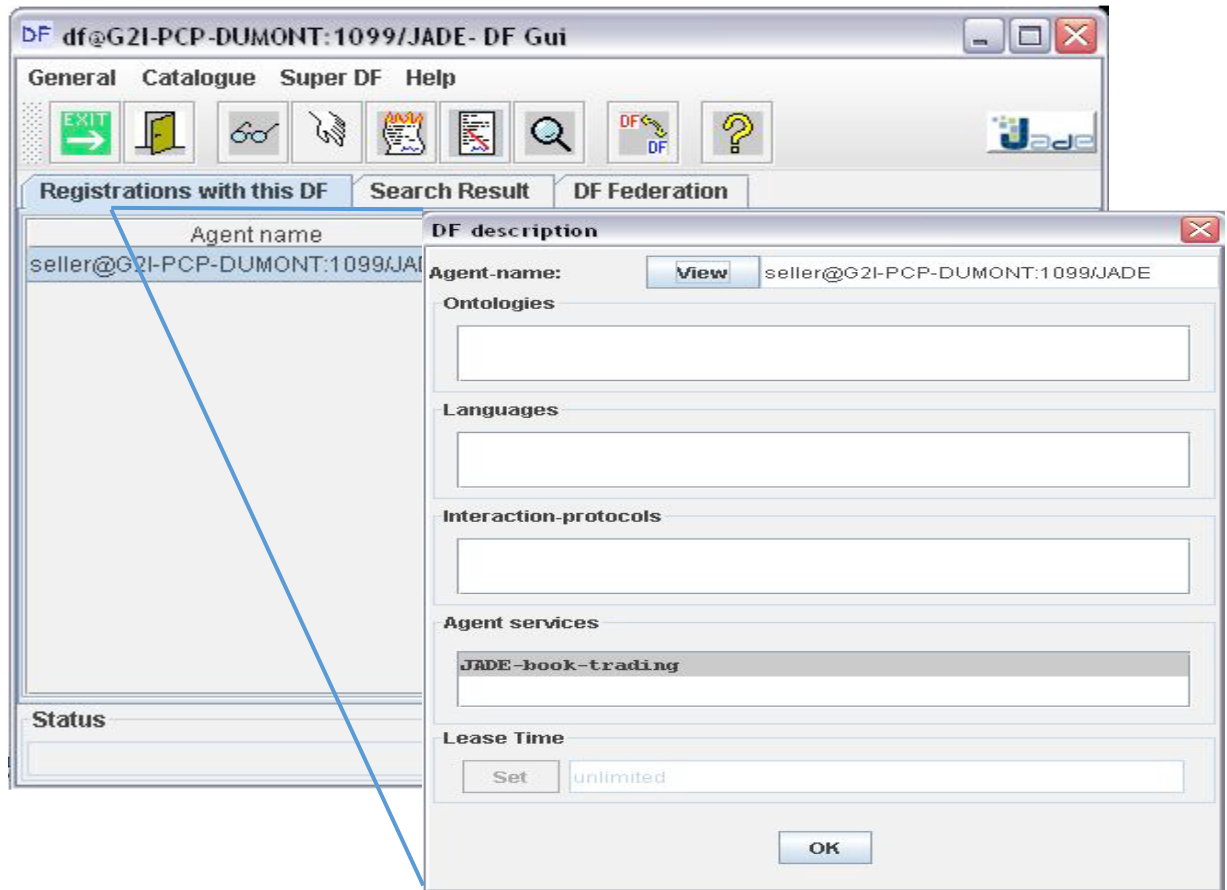 DF df@G2I-PCP-DUMONT:1099/JADE- DF Gui
General Catalogue Super DF Help
EXIT DF DF Jade
Registrations with this DF Search Result DF Federation
Agent name
seller@G2I-PCP-DUMONT:1099/JA
Status
DF description
Agent-name: View seller@G2I-PCP-DUMONT:1099/JADE
Ontologies
Languages
Interaction-protocols
Agent services
JADE-book-trading
Lease Time
Set unlimited
OK